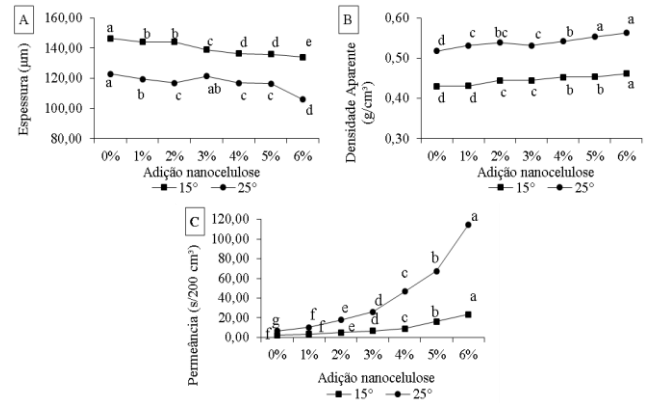 A
Espessura (µm)
160,00
140,00
120,00
100,00
80,00
a b b c d d e
a b c ab c c d
0% 1% 2% 3% 4% 5% 6%
Adição nanocelulose
15° 25°
B
Densidade Aparente (g/cm³)
0,60
0,50
0,40
0,30
d c bc c b a a
d d c c b b a
0% 1% 2% 3% 4% 5% 6%
Adição nanocelulose
15° 25°
C
Permeância (s/200 cm³)
120,00
100,00
80,00
60,00
40,00
20,00
0,00
g f e d c b a
f f e d c b a
0% 1% 2% 3% 4% 5% 6%
Adição nanocelulose
15° 25°